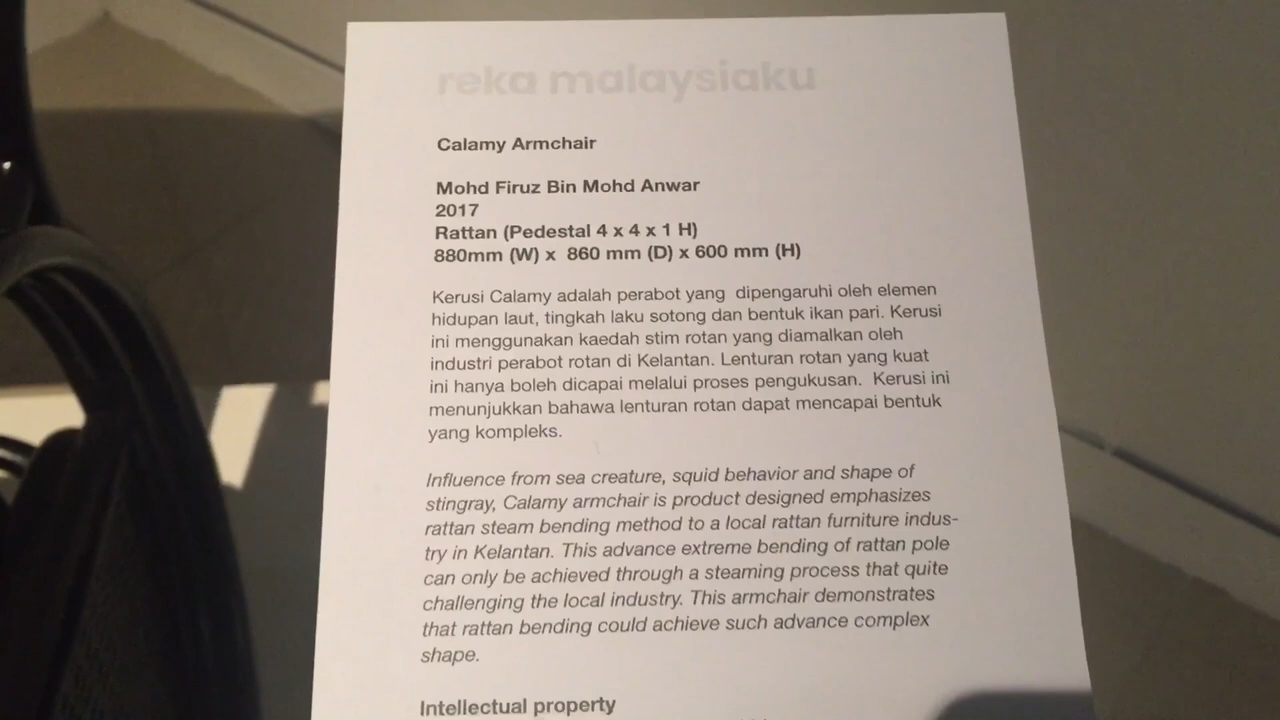 reka malaysiaku
Calamy Armchair
Mohd Firuz Bin Mohd Anwar
2017
Rattan (Pedestal 4 x 4 x 1 H)
880mm (W) x 860 mm (D) x 600 mm (H)
Kerusi Calamy adalah perabot yang dipengaruhi oleh elemen
hidupan laut, tingkah laku sotong dan bentuk ikan pari. Kerusi
ini menggunakan kaedah stim rotan yang diamalkan oleh
industri perabot rotan di Kelantan. Lenturan rotan yang kuat
ini hanya boleh dicapai melalui proses pengukusan. Kerusi ini
menunjukkan bahawa lenturan rotan dapat mencapai bentuk
yang kompleks.
Influence from sea creature, squid behavior and shape of
stingray, Calamy armchair is product designed emphasizes
rattan steam bending method to a local rattan furniture indus-
try in Kelantan. This advance extreme bending of rattan pole
can only be achieved through a steaming process that quite
challenging the local industry. This armchair demonstrates
that rattan bending could achieve such advance complex
shape.
Intellectual property